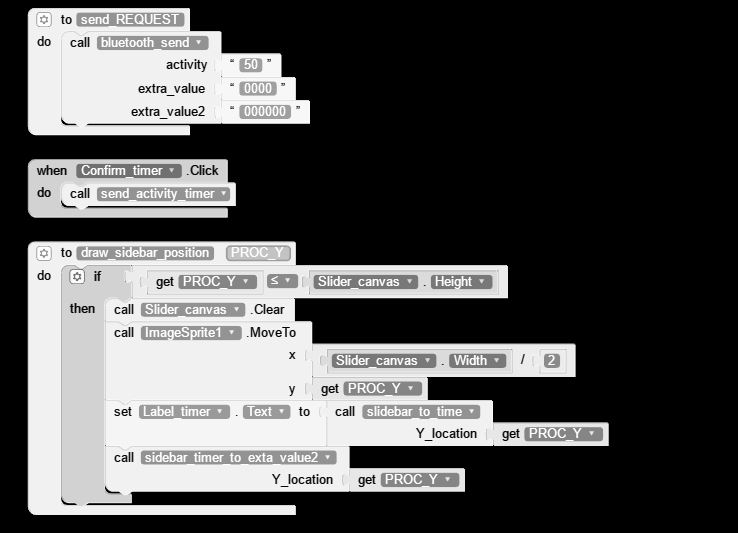 to send_REQUEST
do call bluetooth_send
activity “ 50 ”
extra_value “ 0000 ”
extra_value2 “ 000000 ”
when Confirm_timer .Click
do call send_activity_timer
to draw_sidebar_position PROC_Y
do if get PROC_Y ≤ Slider_canvas . Height
then call Slider_canvas .Clear
call ImageSprite1 .MoveTo
x Slider_canvas . Width / 2
y get PROC_Y
set Label_timer . Text to call slidebar_to_time
Y_location get PROC_Y
call sidebar_timer_to_exta_value2
Y_location get PROC_Y